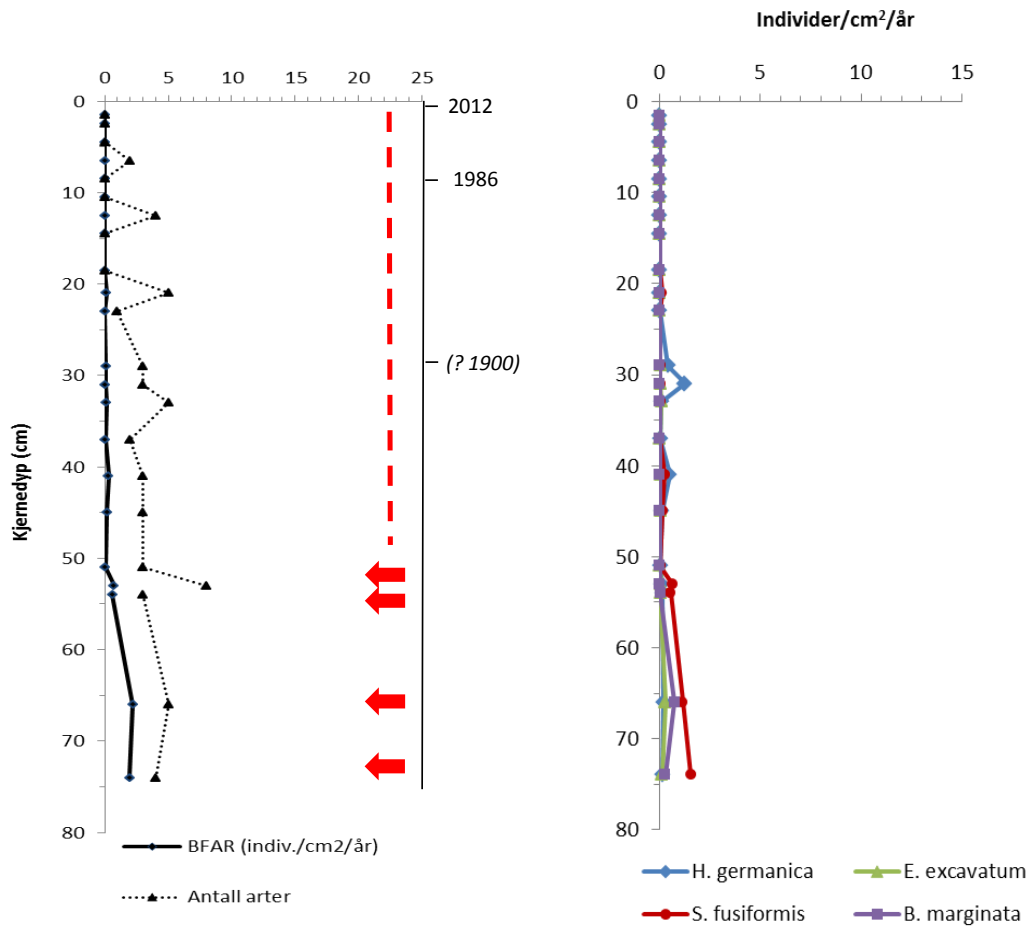 Individer/cm²/år
0 5 10 15 20 25
0 5 10 15
0
10
20
30
40
50
60
70
80
Kjernedyp (cm)
2012
1986
(? 1900)
0
10
20
30
40
50
60
70
80
BFAR (indiv./cm2/år)
Antall arter
H. germanica
E. excavatum
S. fusiformis
B. marginata